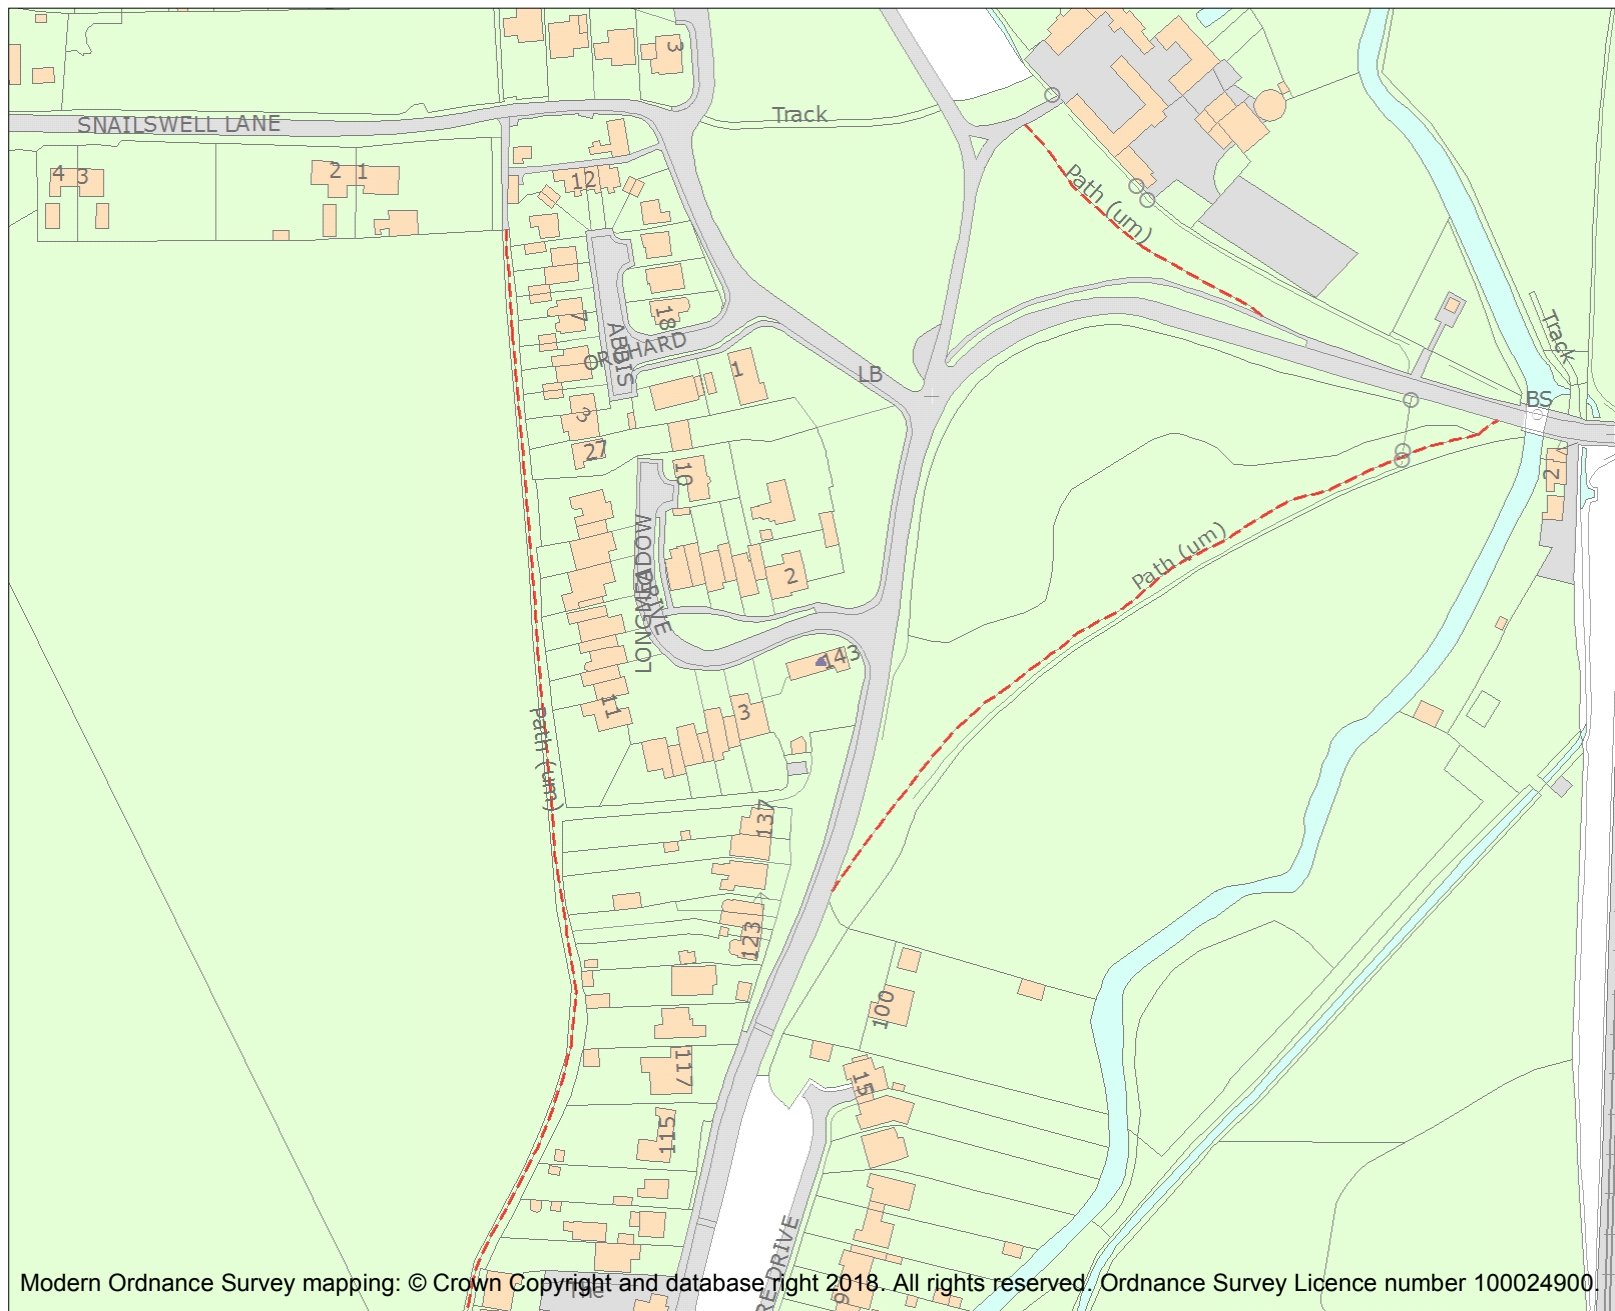 3
Track
SNAILSWELL LANE
4 3
2 1
12
Path (um)
7
18
ABBIS
ORCHARD
1
LB
Track
BS
3
27
10
2
LONGMEADOW
DRIVE
2
Path (um)
143
11
3
Path (um)
137
123
100
117
15
115
Modern Ordnance Survey mapping: © Crown Copyright and database right 2018. All rights reserved. Ordnance Survey Licence number 100024900.
The
DRIVE